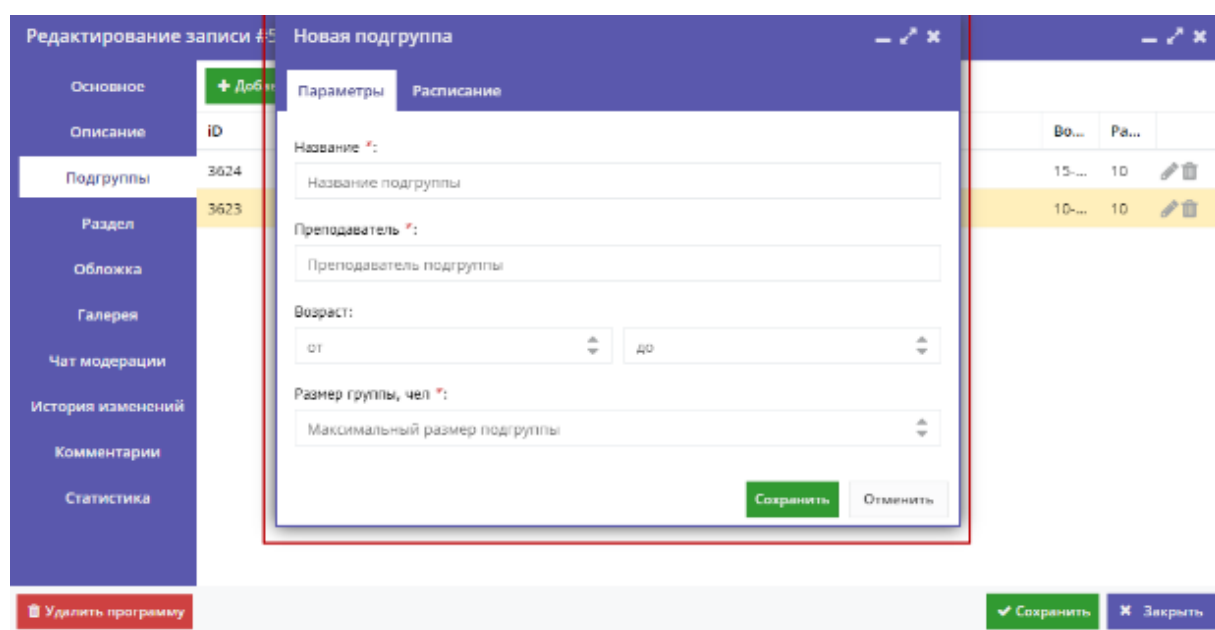 Редактирование записи #5
Новая подгруппа
Основное
Описание
Подгруппы
Раздел
Обложка
Галерея
Чат модерации
История изменений
Комментарии
Статистика
Параметры Расписание
iD Во... Ра...
3624 15-... 10
3623 10-... 10
Название *:
Название подгруппы
Преподаватель *:
Преподаватель подгруппы
Возраст:
от до
Размер группы, чел *:
Максимальный размер подгруппы
Сохранить Отменить
Удалить программу Сохранить Закрыть